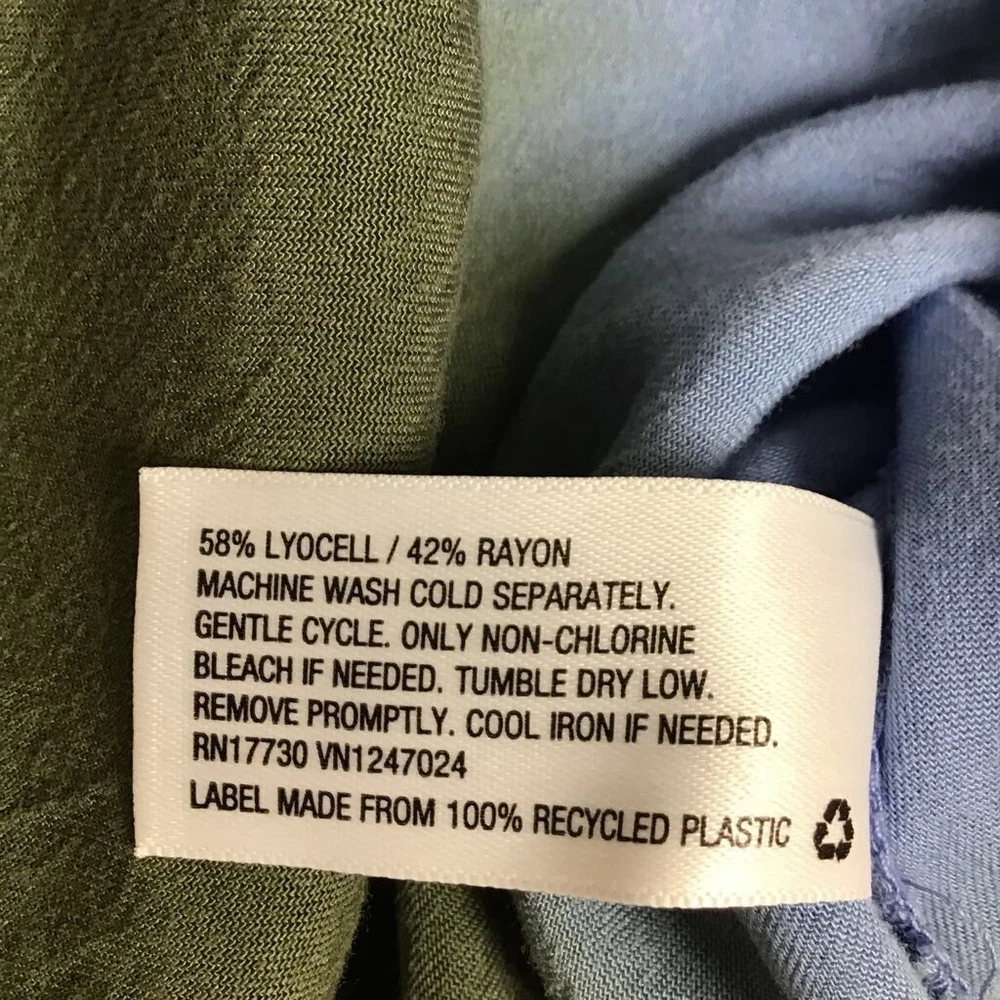 58% LYOCELL / 42% RAYON
MACHINE WASH COLD SEPARATELY.
GENTLE CYCLE. ONLY NON-CHLORINE
BLEACH IF NEEDED. TUMBLE DRY LOW.
REMOVE PROMPTLY. COOL IRON IF NEEDED.
RN17730 VN1247024
LABEL MADE FROM 100% RECYCLED PLASTIC